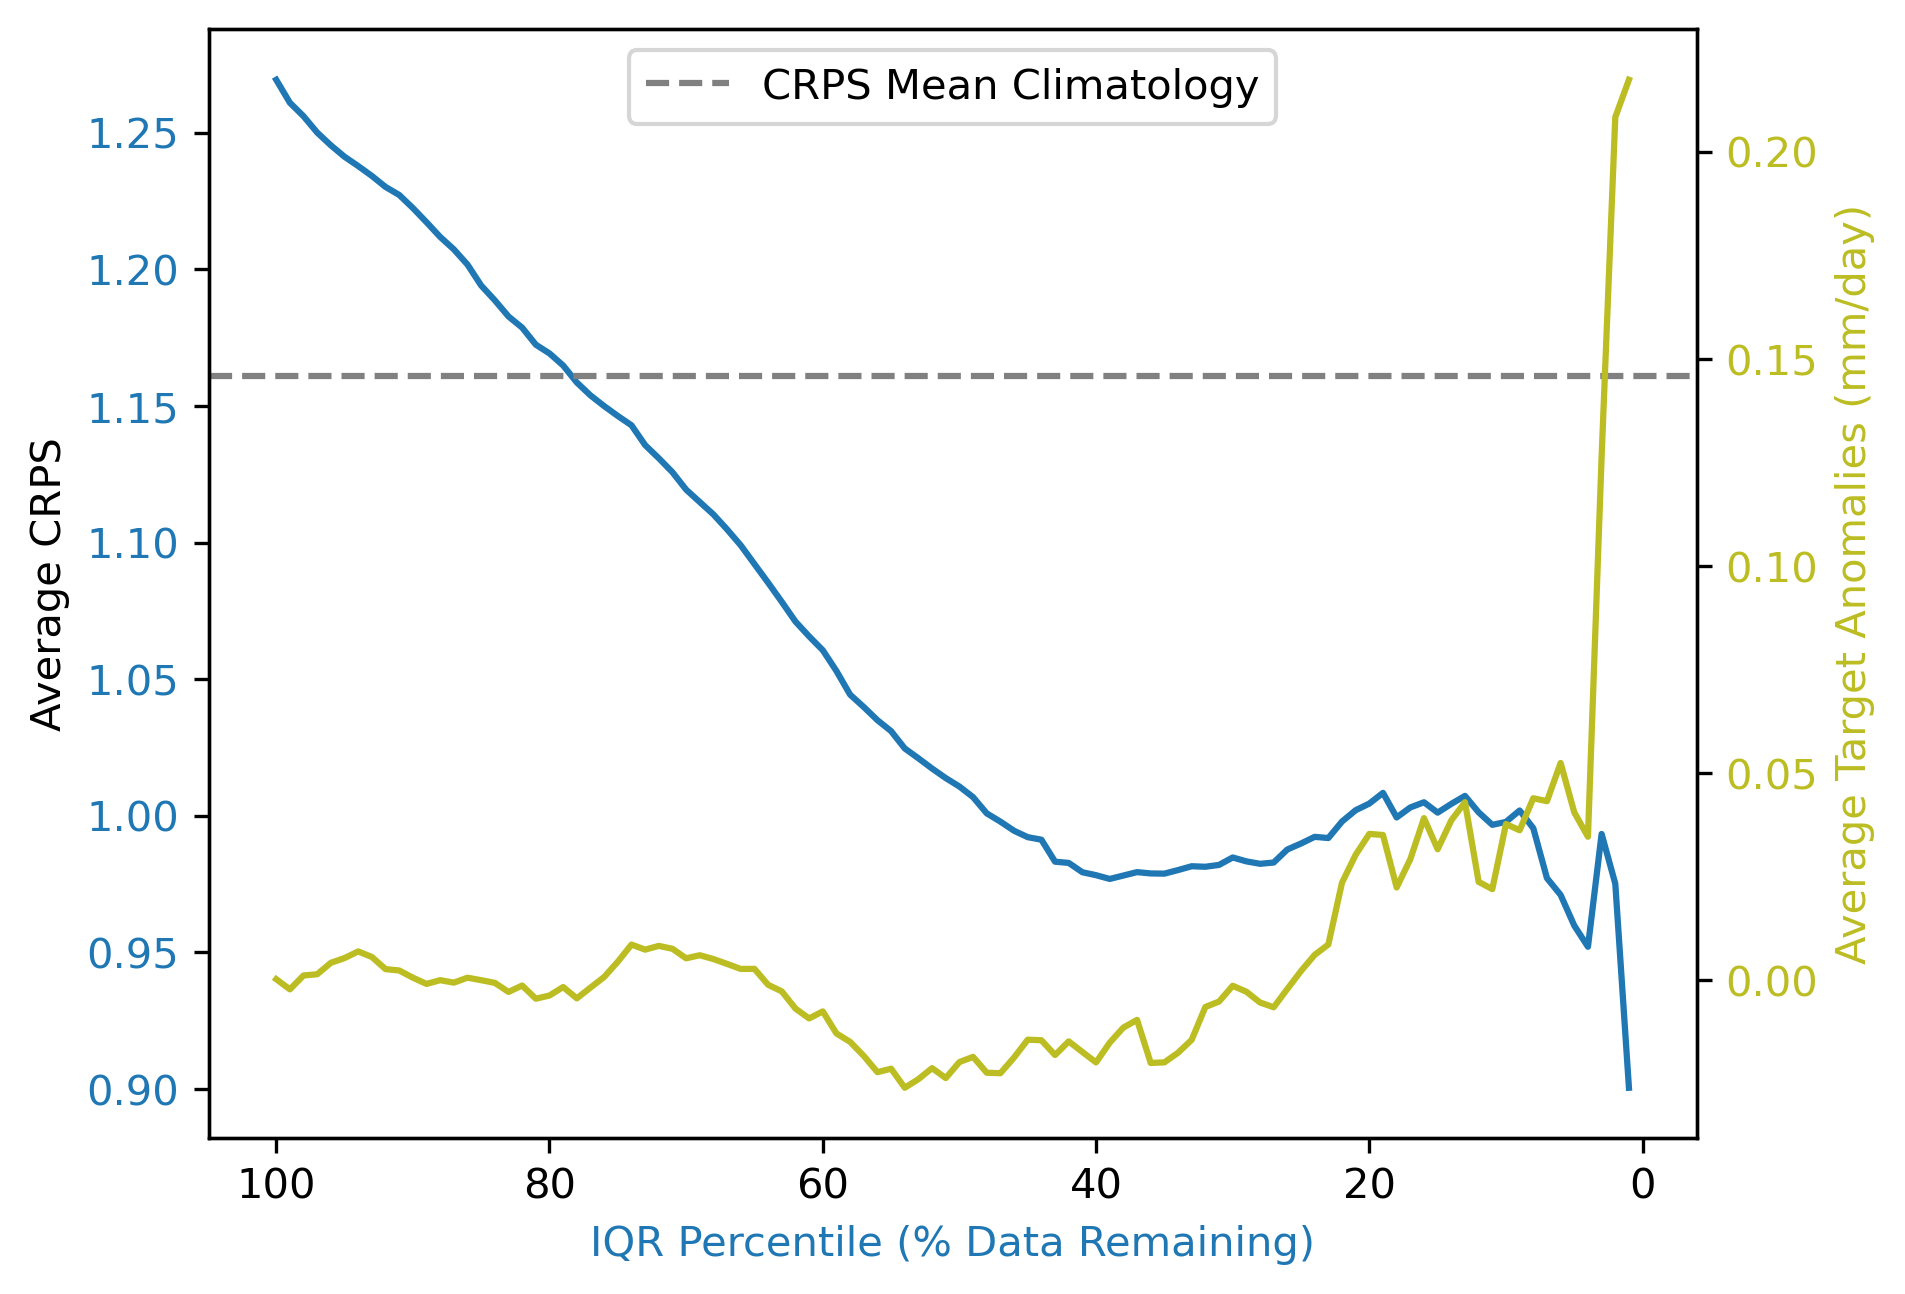 CRPS Mean Climatology
Average CRPS
1.25
1.20
1.15
1.10
1.05
1.00
0.95
0.90
0.20
0.15
0.10
0.05
0.00
Average Target Anomalies (mm/day)
100 80 60 40 20 0
IQR Percentile (% Data Remaining)